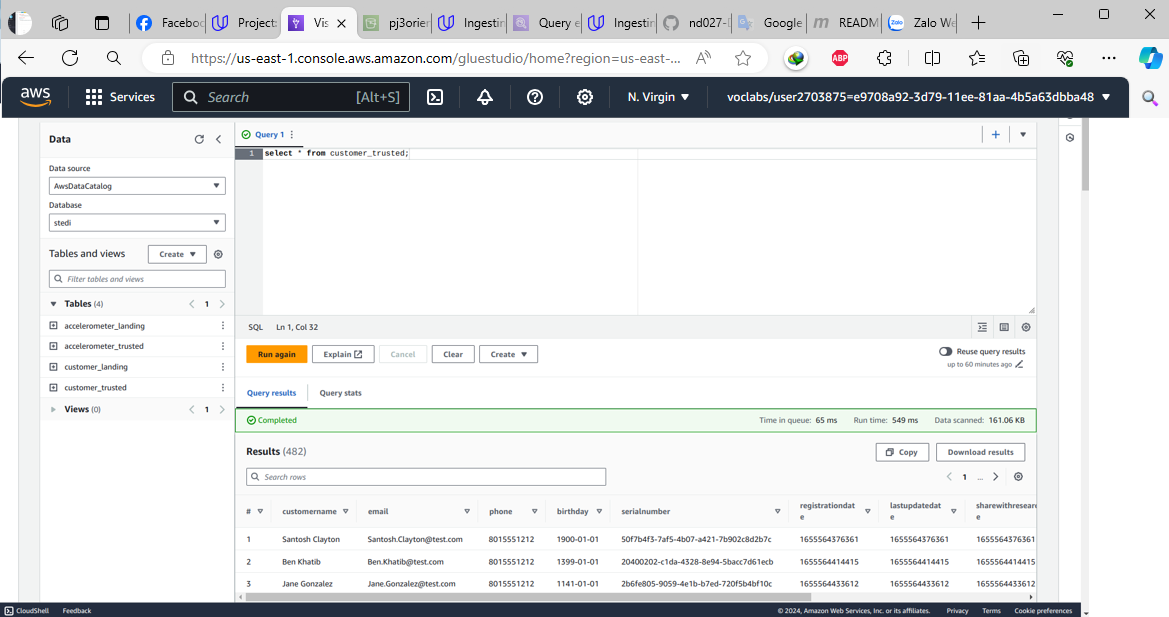 Faceboo
Project
Vis
pj3orier
Ingestin
Query e
Ingestin
nd027-
Google
m READM
Zalo We
https://us-east-1.console.aws.amazon.com/gluestudio/home?region=us-east-...
ABP
aws
Services
Search
[Alt+S]
N. Virgin
voclabs/user2703875=e9708a92-3d79-11ee-81aa-4b5a63dbba48
Data
Query 1
1 select * from customer_trusted;
Data source
AwsDataCatalog
Database
stedi
Tables and views
Create
Filter tables and views
Tables (4)
1
accelerometer_landing
accelerometer_trusted
customer_landing
customer_trusted
Views (0)
1
SQL Ln 1, Col 32
Run again
Explain
Cancel
Clear
Create
Reuse query results
up to 60 minutes ago
Query results
Query stats
Completed
Time in queue: 65 ms
Run time: 549 ms
Data scanned: 161.06 KB
Results (482)
Copy
Download results
Search rows
1 ...
# customername email phone birthday serialnumber registrationdate lastupdatedate sharewithresearc e
1 Santosh Clayton Santosh.Clayton@test.com 8015551212 1900-01-01 50f7b4f3-7af5-4b07-a421-7b902c8d2b7c 1655564376361 1655564376361 1655564376361
2 Ben Khatib Ben.Khatib@test.com 8015551212 1399-01-01 20400202-c1da-4328-8e94-5bacc7d61ecb 1655564414415 1655564414415 1655564414415
3 Jane Gonzalez Jane.Gonzalez@test.com 8015551212 1141-01-01 2b6fe805-9059-4e1b-b7ed-720f5b4bf10c 1655564433612 1655564433612 1655564433612
CloudShell
Feedback
© 2024, Amazon Web Services, Inc. or its affiliates.
Privacy
Terms
Cookie preferences